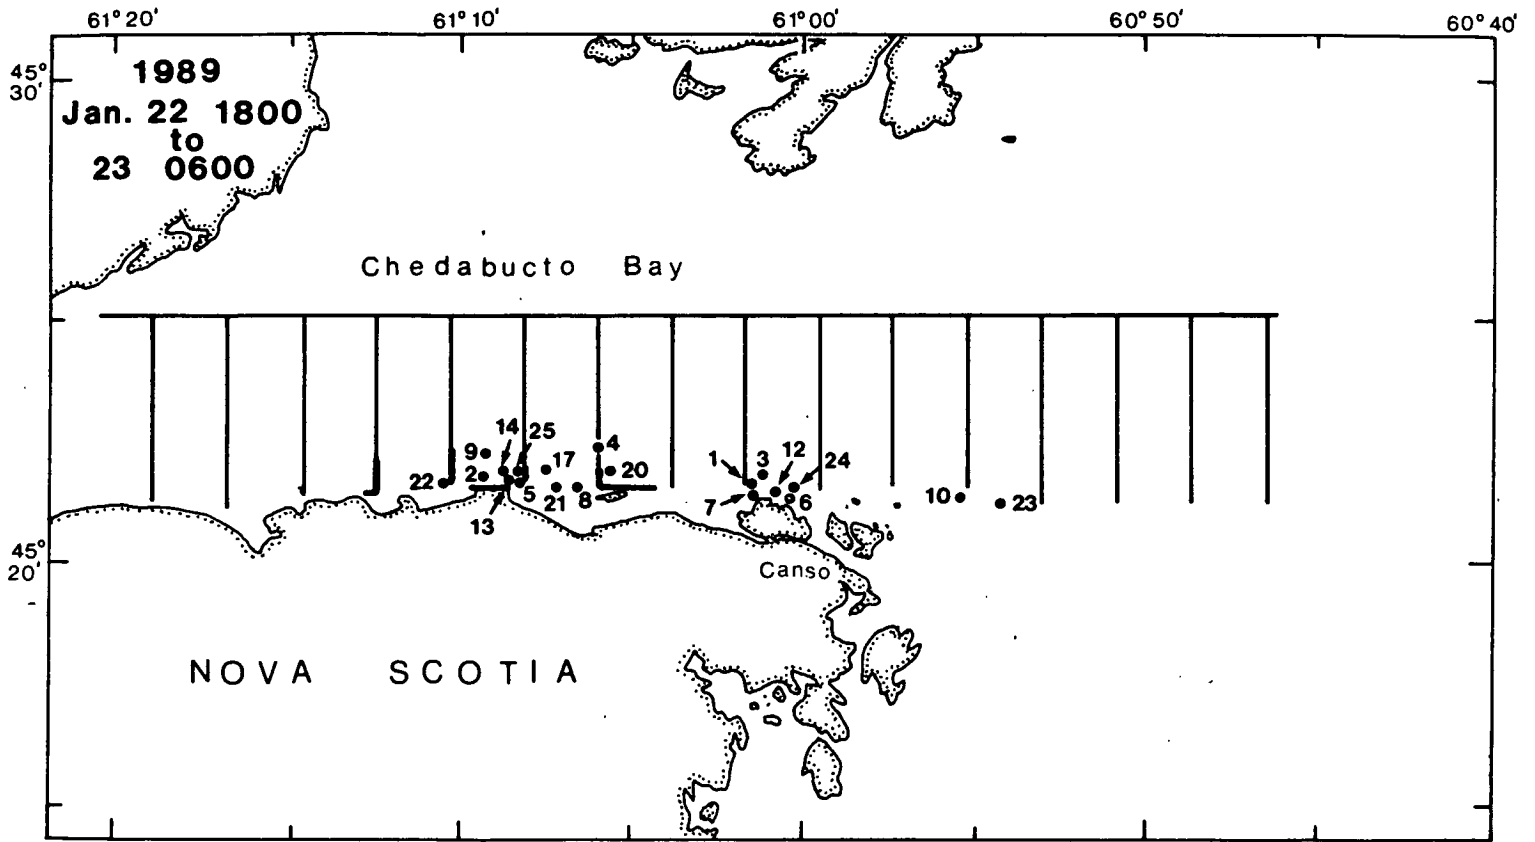 61°20' 61°10' 61°00' 60°50' 60°40'
45°
30'
1989
Jan. 22 1800
to
23 0600
Chedabucto Bay
14 25
9 17 4
22 2 5 21 8 20
13
1 3 12 24
7 6
10 23
45°
20'
Canso
NOVA SCOTIA